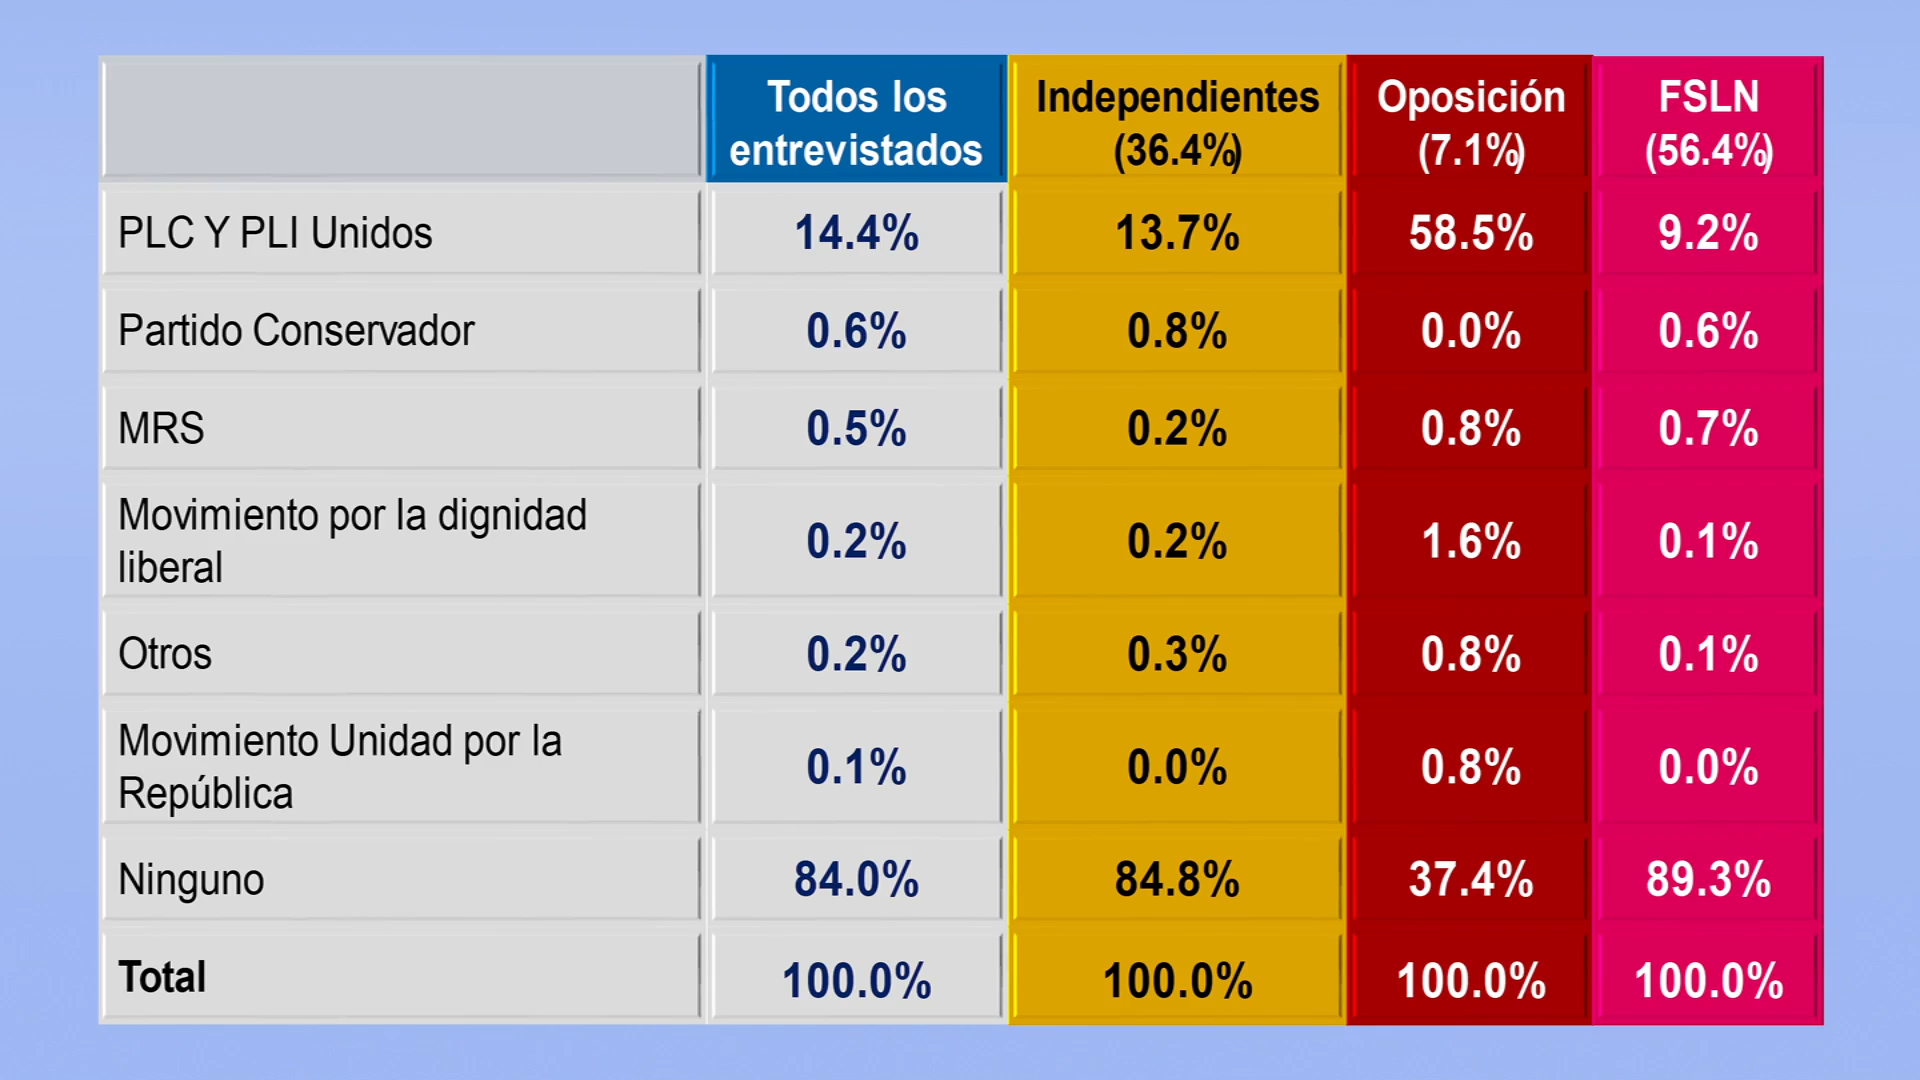 Todos los
entrevistados
Independientes
(36.4%)
Oposición
(7.1%)
FSLN
(56.4%)
PLC Y PLI Unidos 14.4% 13.7% 58.5% 9.2%
Partido Conservador 0.6% 0.8% 0.0% 0.6%
MRS 0.5% 0.2% 0.8% 0.7%
Movimiento por la dignidad
liberal 0.2% 0.2% 1.6% 0.1%
Otros 0.2% 0.3% 0.8% 0.1%
Movimiento Unidad por la
República 0.1% 0.0% 0.8% 0.0%
Ninguno 84.0% 84.8% 37.4% 89.3%
Total 100.0% 100.0% 100.0% 100.0%